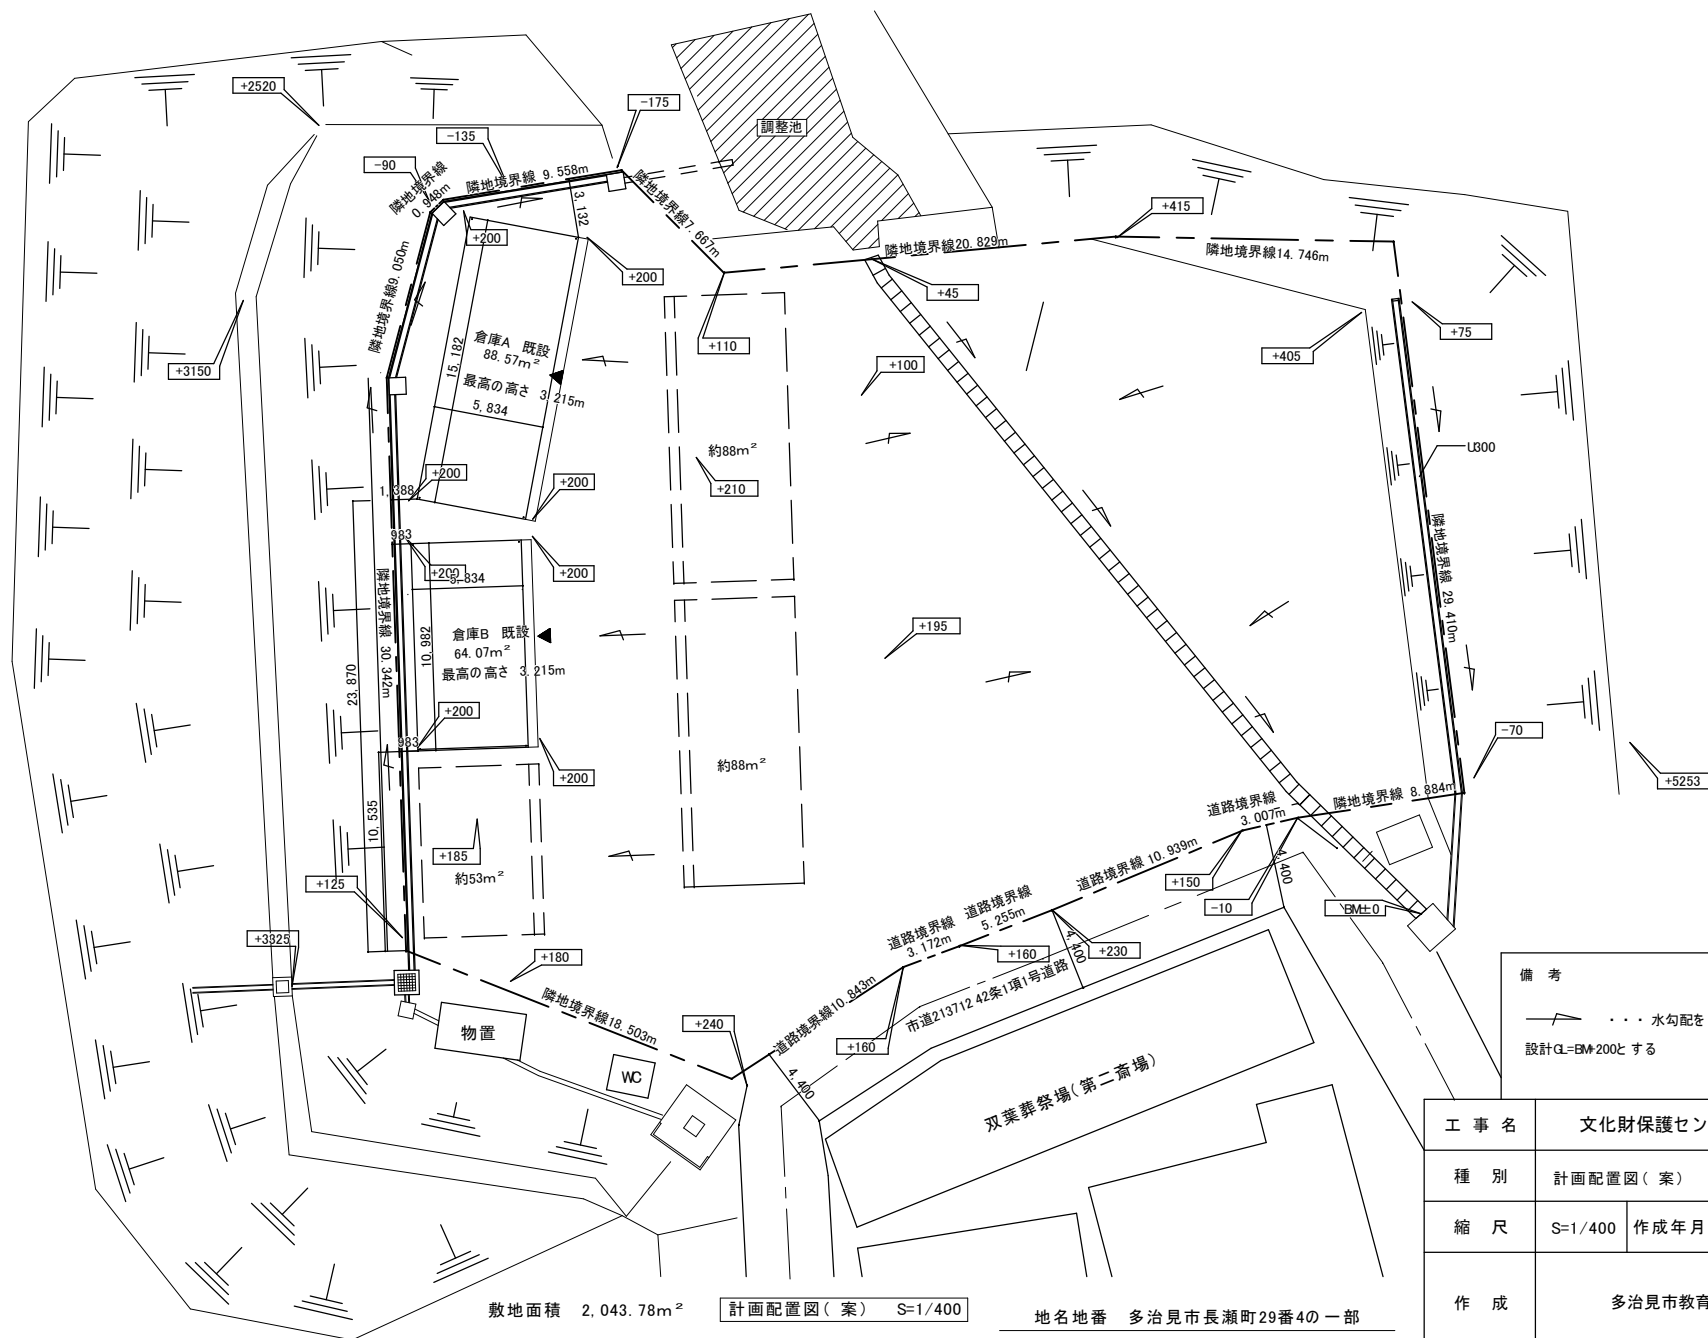 +2520
-175
-135
調整池
-90
隣地境界線 9.558m
隣地境界線
0.948m
隣地境界線7.667m
3,132
+415
+200
隣地境界線20.829m
隣地境界線14.746m
+200
+45
隣地境界線9.050m
+75
+110
+3150
+405
+100
倉庫A 既設
88.57m²
15,182
最高の高さ 3,215m
5,834
約88m²
U300
+200
+200
+210
1,388
983
隣地境界線 29.410m
+200
5,834
+200
隣地境界線 30.342m
+195
倉庫B 既設
64.07m²
10,982
最高の高さ 3,215m
23,870
+200
983
-70
約88m²
+200
+5253
隣地境界線 8.884m
道路境界線
3.007m
10,535
+185
約53m²
道路境界線 10.939m
4,400
+125
+150
-10
BM±0
道路境界線
3.172m
道路境界線
5.255m
+3325
+160
+230
4,400
+180
備 考
市道213712 42条1項1号道路
隣地境界線18.503m
道路境界線10.843m
・・・水勾配を
+240
+160
物置
設計GL=BM+200とする
WC
4,400
双葉葬祭場(第二斎場)
工 事 名
文化財保護セン
種 別
計画配置図( 案)
縮 尺
S=1/400
作成年月
作 成
多治見市教育
敷地面積 2,043.78m²
計画配置図( 案) S=1/400
地名地番 多治見市長瀬町29番4の一部